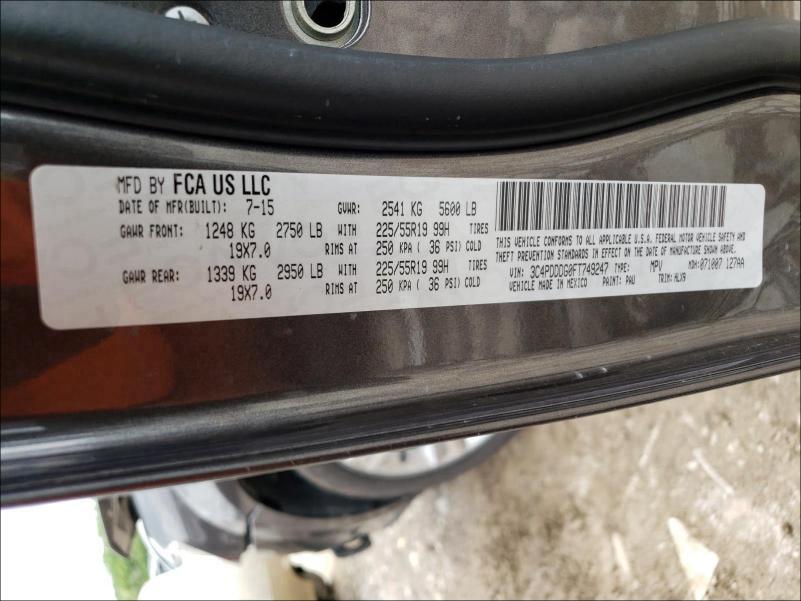 MFD BY FCA US LLC
DATE OF MFR(BUILT): 7-15 GVWR: 2541 KG 5600 LB
GAWR FRONT: 1248 KG 2750 LB WITH 225/55R19 99H TIRES
19X7.0 RIMS AT 250 KPA ( 36 PSI) COLD
GAWR REAR: 1339 KG 2950 LB WITH 225/55R19 99H TIRES
19X7.0 RIMS AT 250 KPA ( 36 PSI) COLD
THIS VEHICLE CONFORMS TO ALL APPLICABLE U.S.A. FEDERAL MOTOR VEHICLE SAFETY AND
THEFT PREVENTION STANDARDS IN EFFECT ON THE DATE OF MANUFACTURE SHOWN ABOVE.
VIN: 3C4PDDDG0FT749247 TYPE: MPV MDH: 071007 127AA
VEHICLE MADE IN MEXICO PAINT: PAU TRIM: HLX9